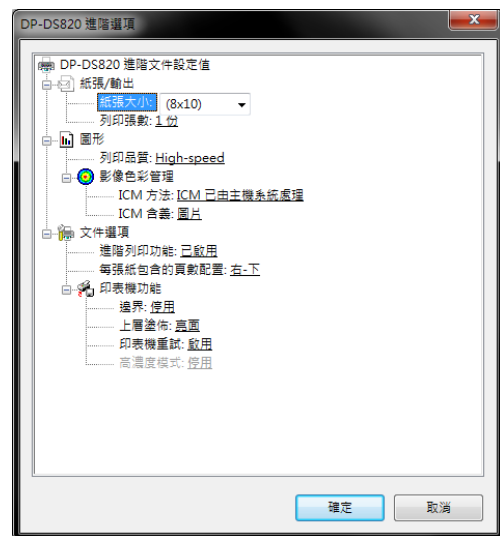 DP-DS820 進階選項
DP-DS820 進階文件設定值
紙張/輸出
紙張大小: (8x10)
列印張數: 1 份
圖形
列印品質: High-speed
影像色彩管理
ICM 方法: ICM 已由主機系統處理
ICM 含義: 圖片
文件選項
進階列印功能: 已啟用
每張紙包含的頁數配置: 右-下
印表機功能
邊界: 停用
上層塗佈: 亮面
印表機重試: 啟用
高濃度模式: 停用
確定 取消